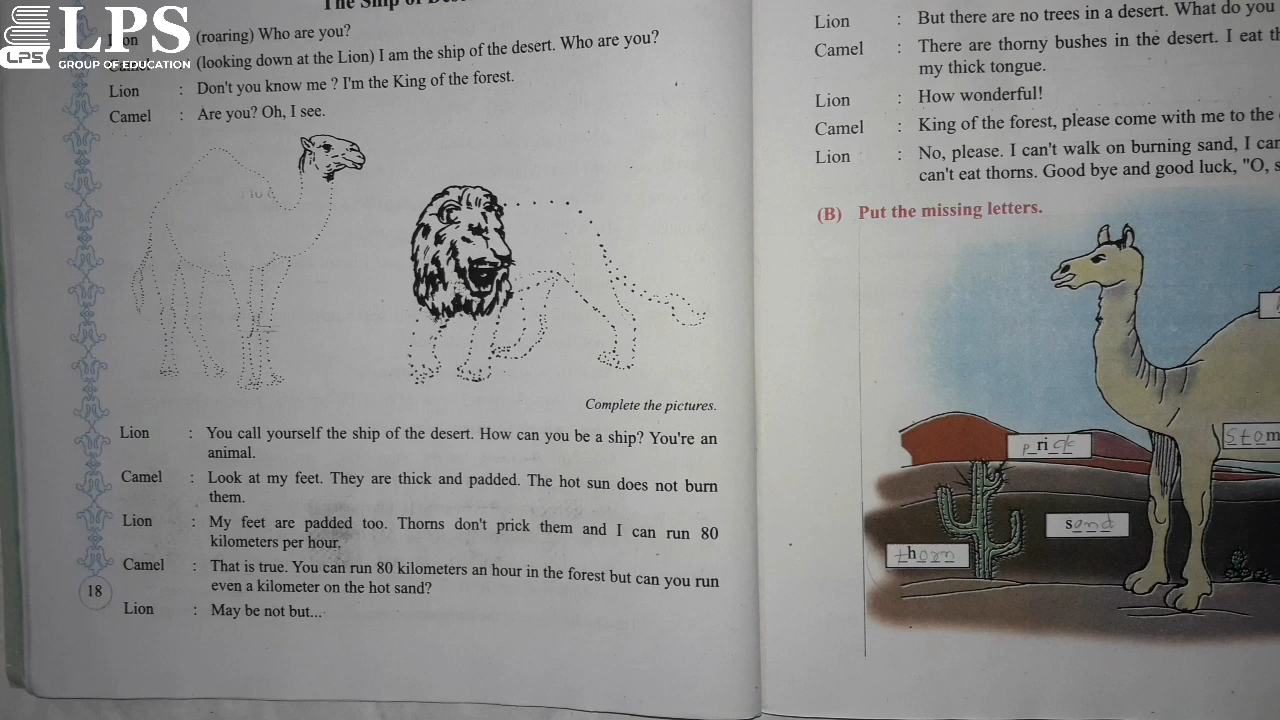 LPS
LPS
GROUP OF EDUCATION
The Ship of
(roaring) Who are you?
(looking down at the Lion) I am the ship of the desert. Who are you?
Lion : Don't you know me ? I'm the King of the forest.
Camel : Are you? Oh, I see.
Complete the pictures.
Lion : You call yourself the ship of the desert. How can you be a ship? You're an
animal.
Camel : Look at my feet. They are thick and padded. The hot sun does not burn
them.
Lion : My feet are padded too. Thorns don't prick them and I can run 80
kilometers per hour.
Camel : That is true. You can run 80 kilometers an hour in the forest but can you run
even a kilometer on the hot sand?
Lion : May be not but...
18
Lion : But there are no trees in a desert. What do you
Camel : There are thorny bushes in the desert. I eat
my thick tongue.
Lion : How wonderful!
Camel : King of the forest, please come with me to the
Lion : No, please. I can't walk on burning sand, I
can't eat thorns. Good bye and good luck, "O,
(B) Put the missing letters.
prick
Stom
sand
thorn